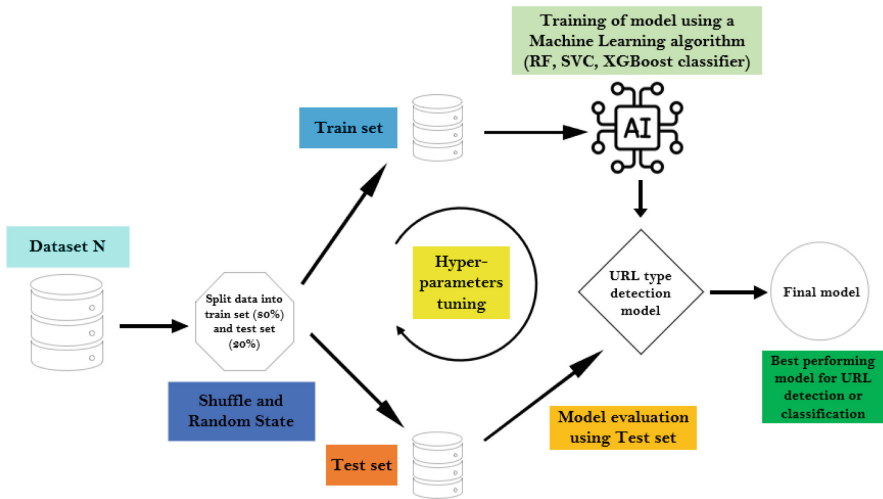 Training of model using a
Machine Learning algorithm
(RF, SVC, XGBoost classifier)
Train set
AI
Dataset N
Hyper-
parameters
tuning
URL type
detection
model
Final model
Split data into
train set (80%)
and test set
(20%)
Best performing
model for URL
detection or
classification
Shuffle and
Random State
Model evaluation
using Test set
Test set